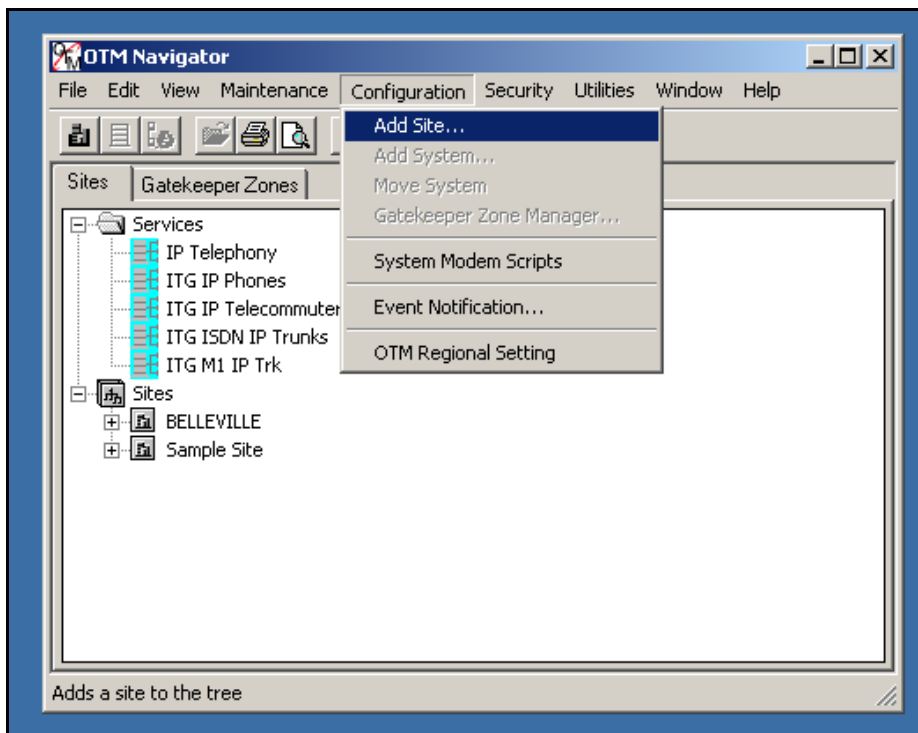 OTM Navigator
File Edit View Maintenance Configuration Security Utilities Window Help
Add Site...
Add System...
Move System
Gatekeeper Zone Manager...
System Modem Scripts
Event Notification...
OTM Regional Setting
Sites Gatekeeper Zones
Services
IP Telephony
ITG IP Phones
ITG IP Telecommuter
ITG ISDN IP Trunks
ITG M1 IP Trk
Sites
BELLEVILLE
Sample Site
Adds a site to the tree